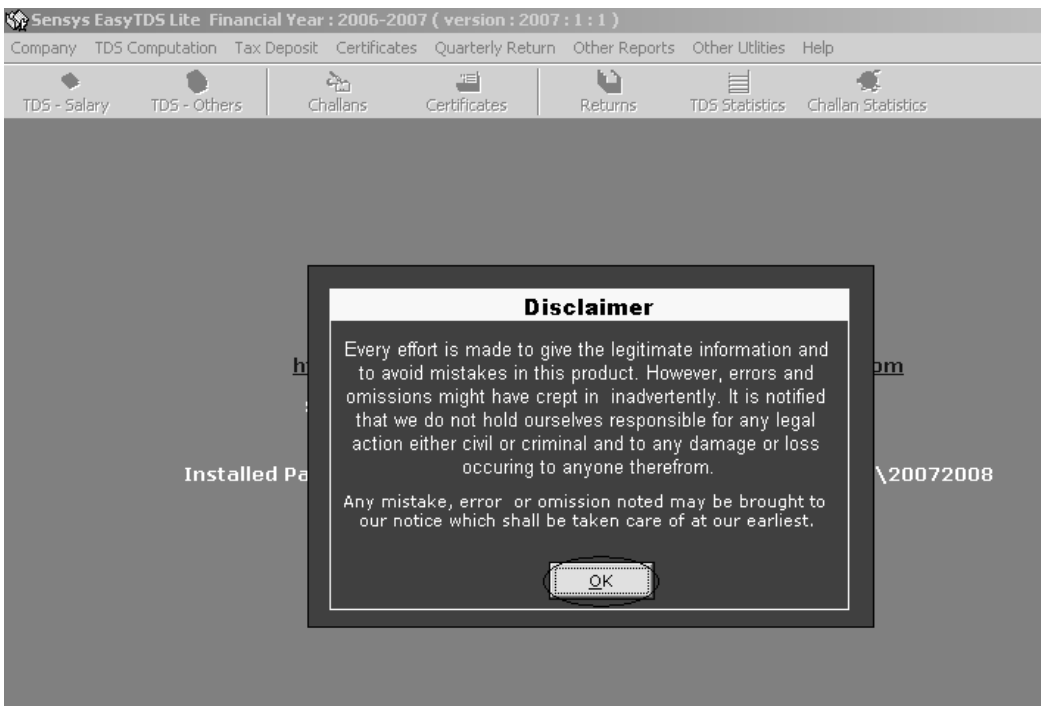 Sensys EasyTDS Lite Financial Year : 2006-2007 ( version : 2007 : 1 : 1 )
Company TDS Computation Tax Deposit Certificates Quarterly Return Other Reports Other Utlities Help
TDS - Salary TDS - Others Challans Certificates Returns TDS Statistics Challan Statistics
Disclaimer
Every effort is made to give the legitimate information and
to avoid mistakes in this product. However, errors and
omissions might have crept in inadvertently. It is notified
that we do not hold ourselves responsible for any legal
action either civil or criminal and to any damage or loss
occuring to anyone therefrom.
Any mistake, error or omission noted may be brought to
our notice which shall be taken care of at our earliest.
OK
Installed Pa \20072008